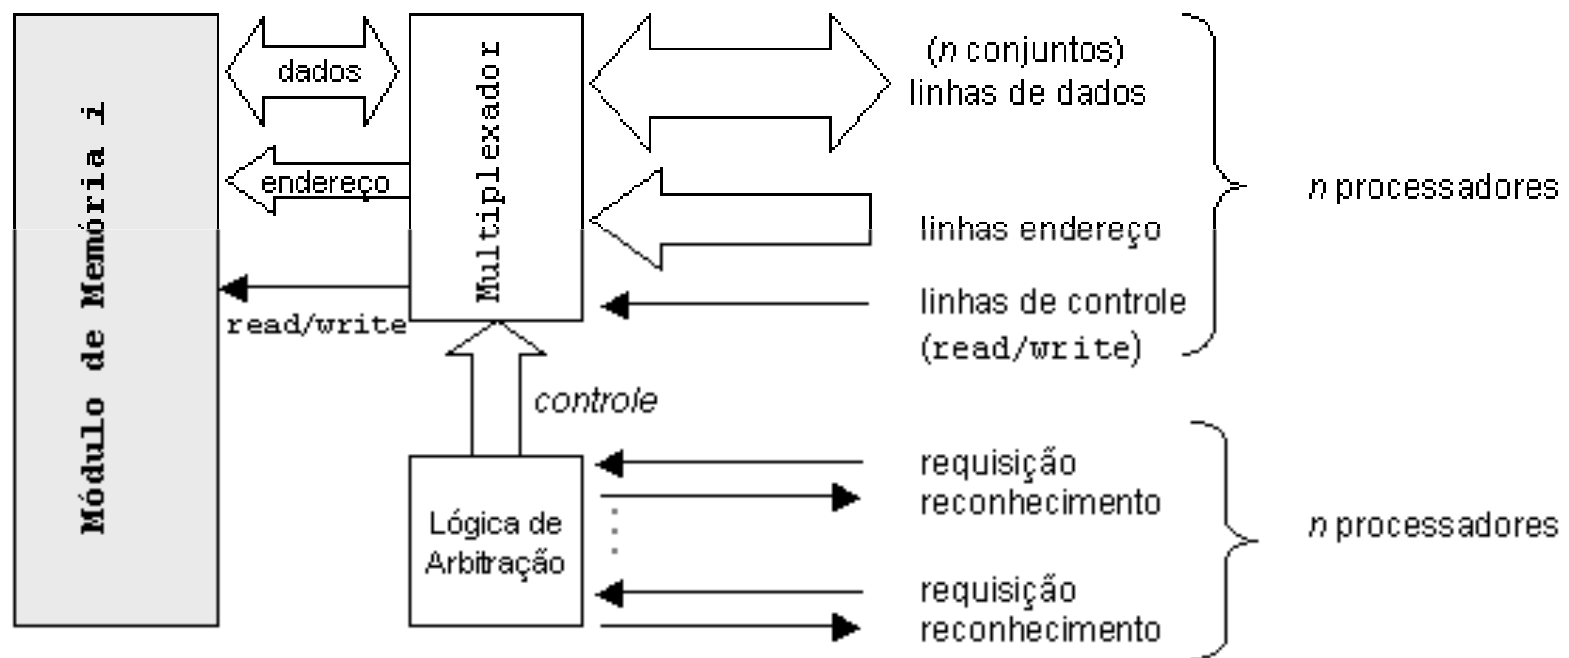 Módulo de Memória i
dados
endereço
read/write
Multiplexador
controle
Lógica de
Arbitração
(n conjuntos)
linhas de dados
linhas endereço
linhas de controle
(read/write)
n processadores
requisição
reconhecimento
requisição
reconhecimento
n processadores